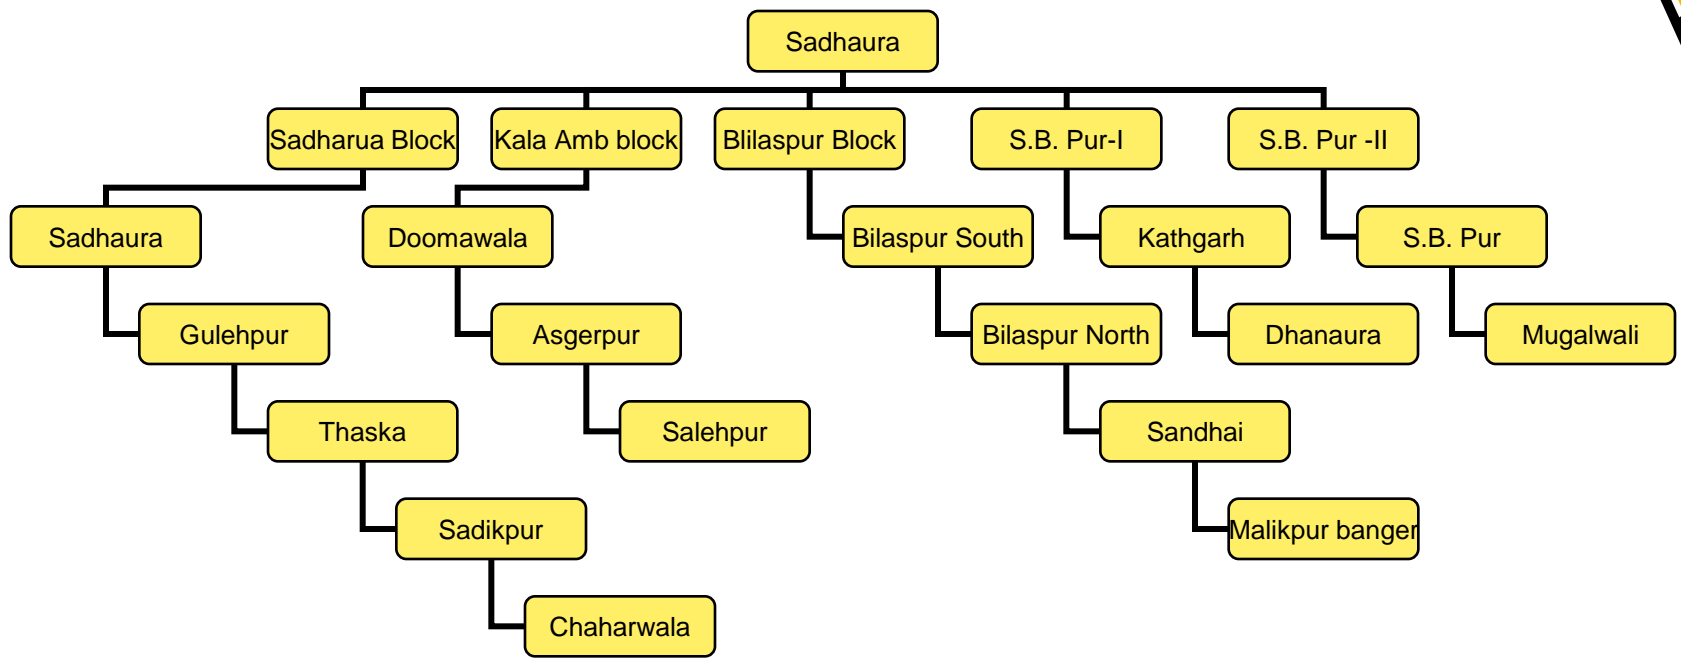 Sadhaura
Sadharua Block
Kala Amb block
Blilaspur Block
S.B. Pur-I
S.B. Pur -II
Sadhaura
Doomawala
Bilaspur South
Kathgarh
S.B. Pur
Gulehpur
Asgerpur
Bilaspur North
Dhanaura
Mugalwali
Thaska
Salehpur
Sandhai
Sadikpur
Malikpur banger
Chaharwala